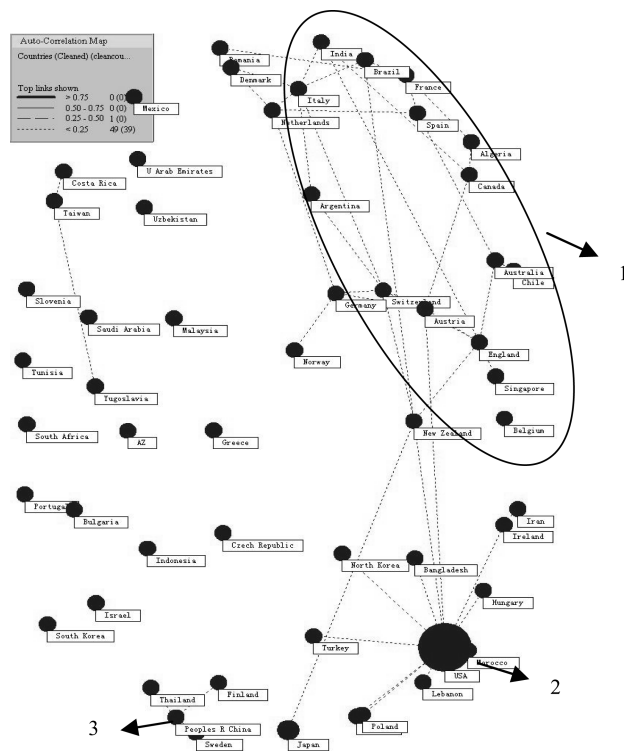 Auto-Correlation Map
Countries (Cleaned) (cleancou...
Top links shown
> 0.75 0 (0)
0.50 - 0.75 0 (0)
0.25 - 0.50 1 (0)
< 0.25 49 (39)
Mexico
Romania
Denmark
India
Brazil
Italy
France
Netherlands
Spain
Algeria
Canada
U Arab Emirates
Costa Rica
Taiwan
Uzbekistan
Argentina
1
Australia
Chile
Slovenia
Saudi Arabia
Malaysia
Germany
Switzerland
Austria
England
Norway
Tunisia
Singapore
Tugoslavia
South Africa
AZ
Greece
New Zealand
Belgium
Portugal
Bulgaria
Iran
Ireland
Czech Republic
Indonesia
North Korea
Bangladesh
Hungary
Israel
South Korea
Turkey
Morocco
USA
2
Lebanon
Thailand
Finland
3
Peoples R China
Sweden
Japan
Poland